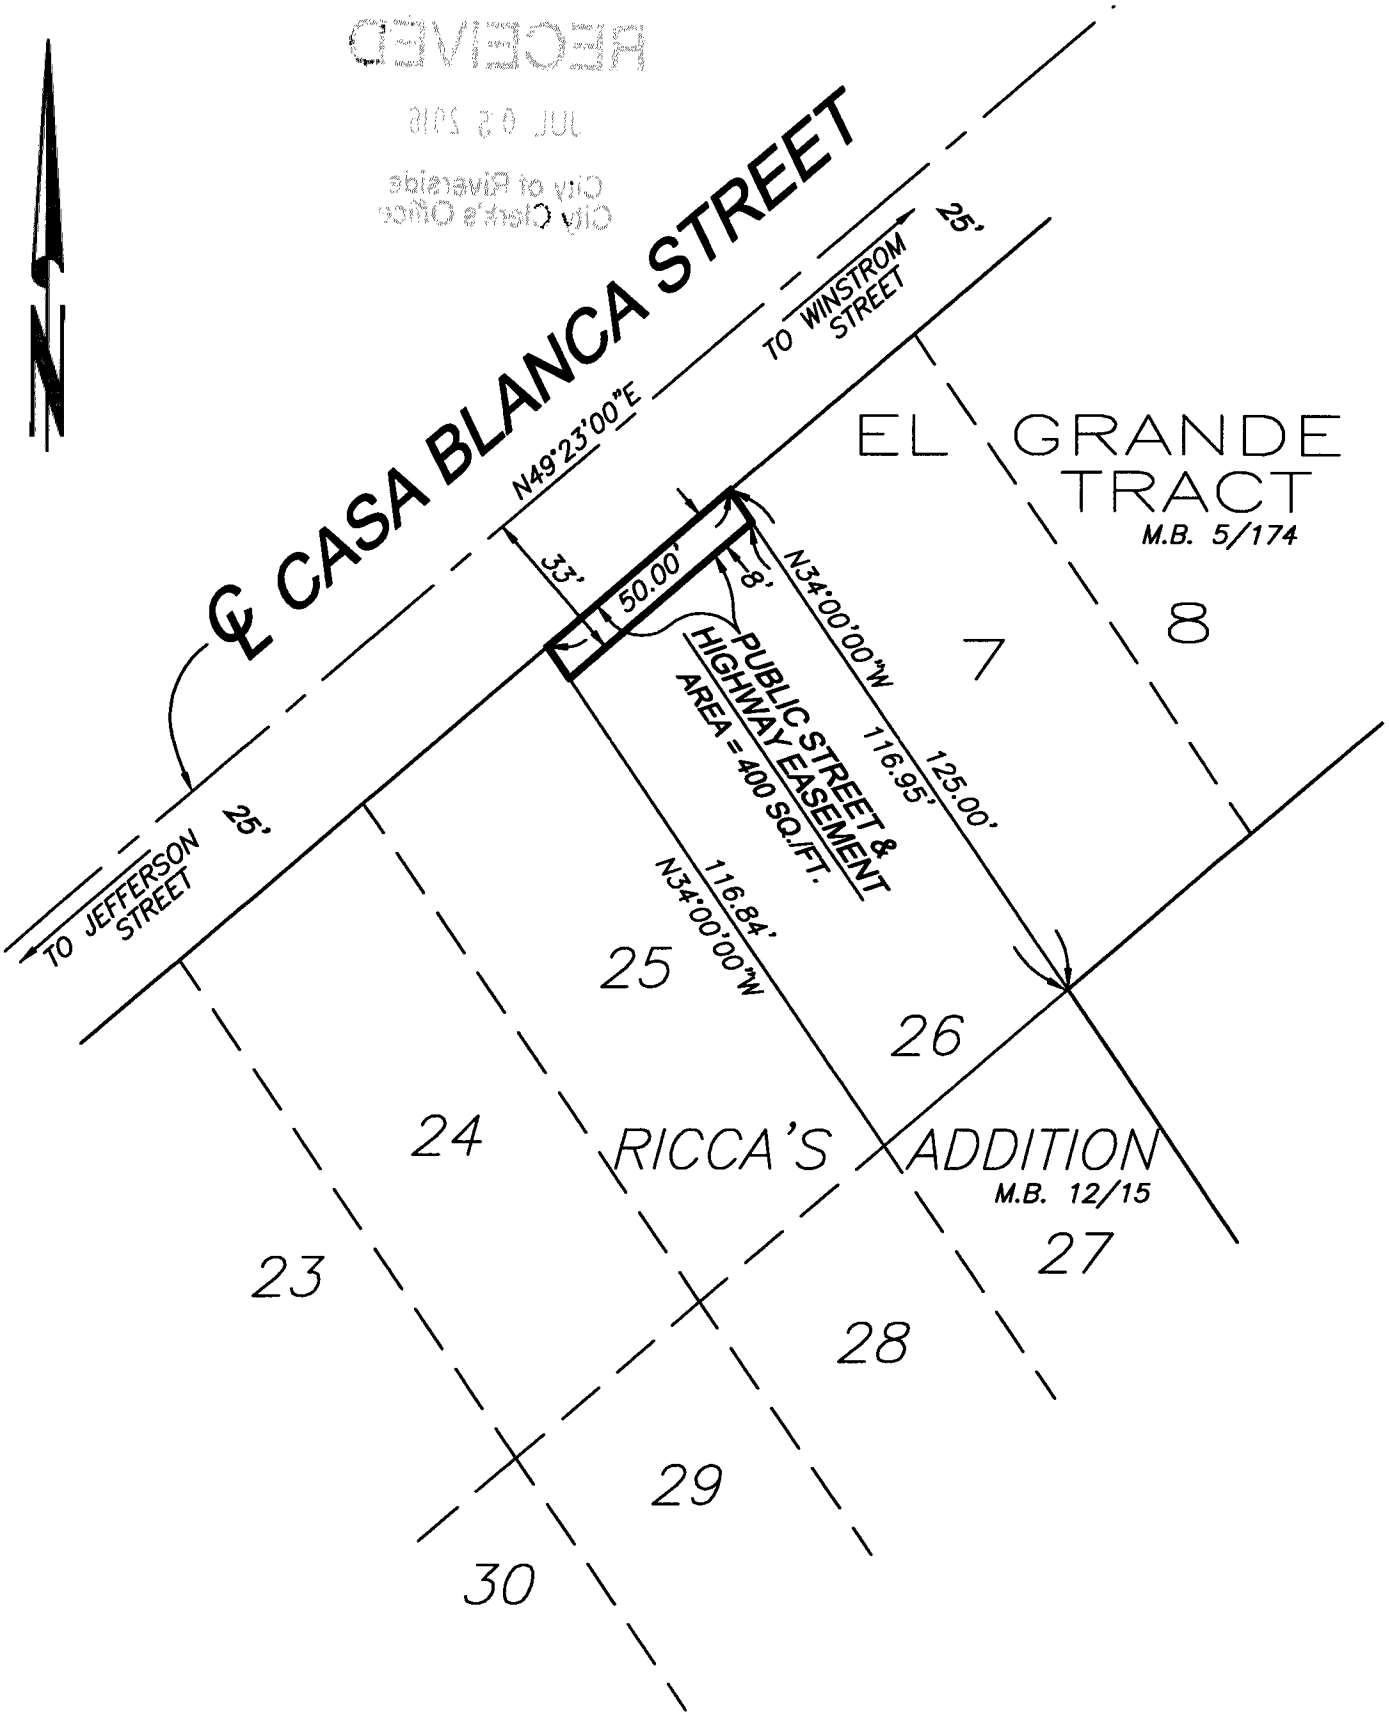 RECEIVED
JUL 05 2016
City of Riverside
City Clerk's Office
N
℄ CASA BLANCA STREET
25'
TO WINSTROM
STREET
N49°23'00"E
EL GRANDE
TRACT
M.B. 5/174
33'
50.00'
8'
N34°00'00"W
7
8
PUBLIC STREET &
HIGHWAY EASEMENT
AREA = 400 SQ./FT.
125.00'
116.95'
25'
TO JEFFERSON
STREET
116.84'
N34°00'00"W
25
26
24
RICCA'S ADDITION
M.B. 12/15
23
27
28
29
30